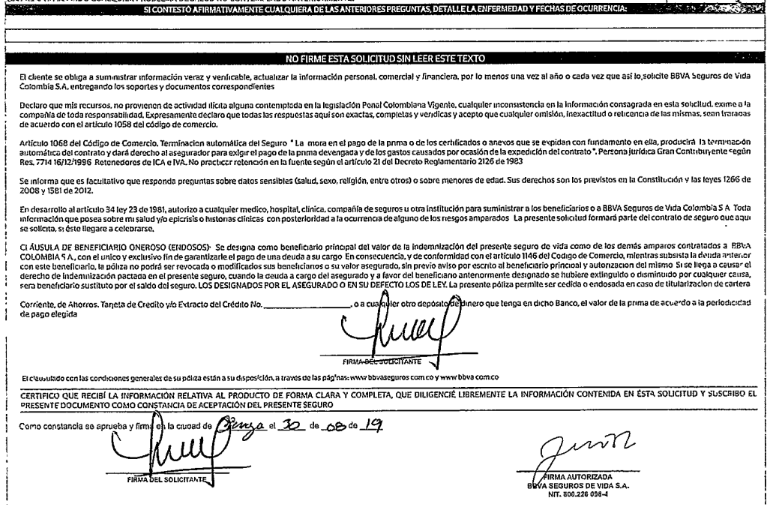 SI CONTESTÓ AFIRMATIVAMENTE CUALQUIERA DE LAS ANTERIORES PREGUNTAS, DETALLE LA ENFERMEDAD Y FECHAS DE OCURRENCIA:
NO FIRME ESTA SOLICITUD SIN LEER ESTE TEXTO
El cliente se obliga a suministrar información veraz y verificable, actualizar la información personal, comercial y financiera, por lo menos una vez al año o cada vez que así lo solicite BBVA Seguros de Vida
Colombia S.A. entregando los soportes y documentos correspondientes
Declaro que mis recursos, no provienen de actividad ilícita alguna contemplada en la legislación Penal Colombiana Vigente, cualquier inconsistencia en la información consagrada en esta solicitud, exime a la
compañía de toda responsabilidad. Expresamente declaro que todas las respuestas aquí son exactas, completas y verídicas y acepto que cualquier omisión, inexactitud o reticencia de las mismas, sean tratadas
de acuerdo con el artículo 1058 del código de comercio.
Artículo 1068 del Código de Comercio. Terminacion automática del Seguro " La mora en el pago de la prima o de los certificados o anexos que se expidan con fundamento en ella, producirá la terminación
automática del contrato y dará derecho al asegurador para exigir el pago de la prima devengada y de los gastos causados por ocasión de la expedición del contrato ". Persona Jurídica Gran Contribuyente según
Res. 7714 16/12/1996 Retenedores de ICA e IVA. No practicar retención en la fuente según el artículo 21 del Decreto Reglamentario 2126 de 1983
Se informa que es facultativo que responda preguntas sobre datos sensibles (salud, sexo, religión, entre otros) o sobre menores de edad. Sus derechos son los previstos en la Constitución y las leyes 1266 de
2008 y 1581 de 2012.
En desarrollo al artículo 34 ley 23 de 1981, autorizo a cualquier medico, hospital, clínica, compañía de seguros u otra institución para suministrar a los beneficiarios o a BBVA Seguros de Vida Colombia S A Toda
información que posea sobre mi salud y/o epicrisis o historias clínicas con posterioridad a la ocurrencia de alguno de los riesgos amparados La presente solicitud formará parte del contrato de seguro que aquí
se solicita, si éste llegare a celebrarse.
CLÁUSULA DE BENEFICIARIO ONEROSO (ENDOSOS)- Se designa como beneficiario principal del valor de la indemnización del presente seguro de vida como de los demás amparos contratados a BBVA
COLOMBIA S A, con el unico y exclusivo fin de garantizarle el pago de una deuda a su cargo En consecuencia, y de conformidad con el artículo 1146 del Codigo de Comercio, mientras subsista la deuda anterior
con este beneficiario, la póliza no podrá ser revocada o modificados sus beneficiarios o su valor asegurado, sin previo aviso por escrito al beneficiario principal y autorizacion del mismo Si se llega a causar el
derecho de indemnización pactada en el presente seguro, cuando la deuda a cargo del asegurado y a favor del beneficiario anteriormente designado se hubiere extinguido o disminuido por cualquier causa,
sera beneficiario sustituto por el saldo del seguro. LOS DESIGNADOS POR EL ASEGURADO O EN SU DEFECTO LOS DE LEY. La presente póliza permite ser cedida o endosada en caso de titularizacion de cartera
Corriente, de Ahorros. Tarjeta de Credito y/o Extracto del Crédito No. , o a cualquier otro depósito de dinero que tenga en dicho Banco, el valor de la prima de acuerdo a la periodicidad
de pago elegida
FIRMA DEL SOLICITANTE
El clausulado con las condiciones generales de su póliza están a su disposición, a través de las páginas: www bbvaseguros com co y www bbva com co
CERTIFICO QUE RECIBÍ LA INFORMACIÓN RELATIVA AL PRODUCTO DE FORMA CLARA Y COMPLETA, QUE DILIGENCIÉ LIBREMENTE LA INFORMACIÓN CONTENIDA EN ÉSTA SOLICITUD Y SUSCRIBO EL
PRESENTE DOCUMENTO COMO CONSTANCIA DE ACEPTACIÓN DEL PRESENTE SEGURO
Como constancia se aprueba y firma en la ciudad de el 30 de 08 de 19
FIRMA DEL SOLICITANTE
FIRMA AUTORIZADA
BBVA SEGUROS DE VIDA S.A.
NIT. 800.226 098-4